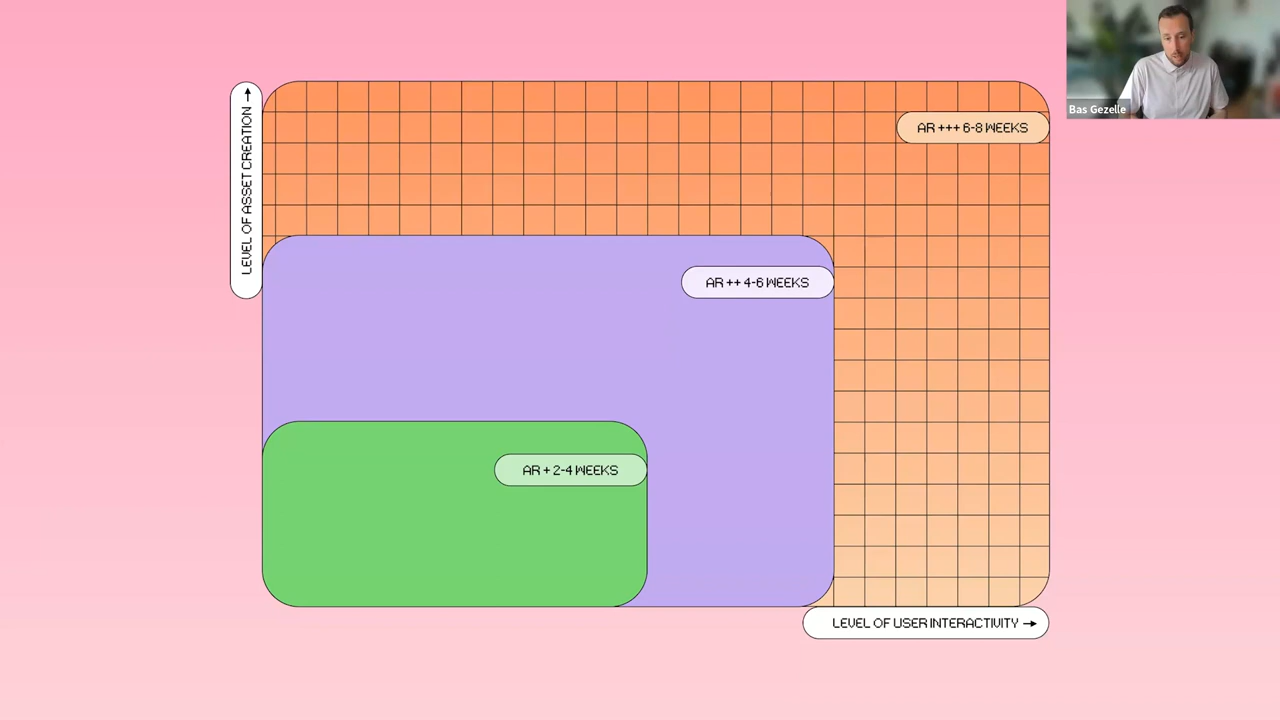 LEVEL OF ASSET CREATION →
AR +++ 6-8 WEEKS
Bas Gezelle
AR ++ 4-6 WEEKS
AR + 2-4 WEEKS
LEVEL OF USER INTERACTIVITY →